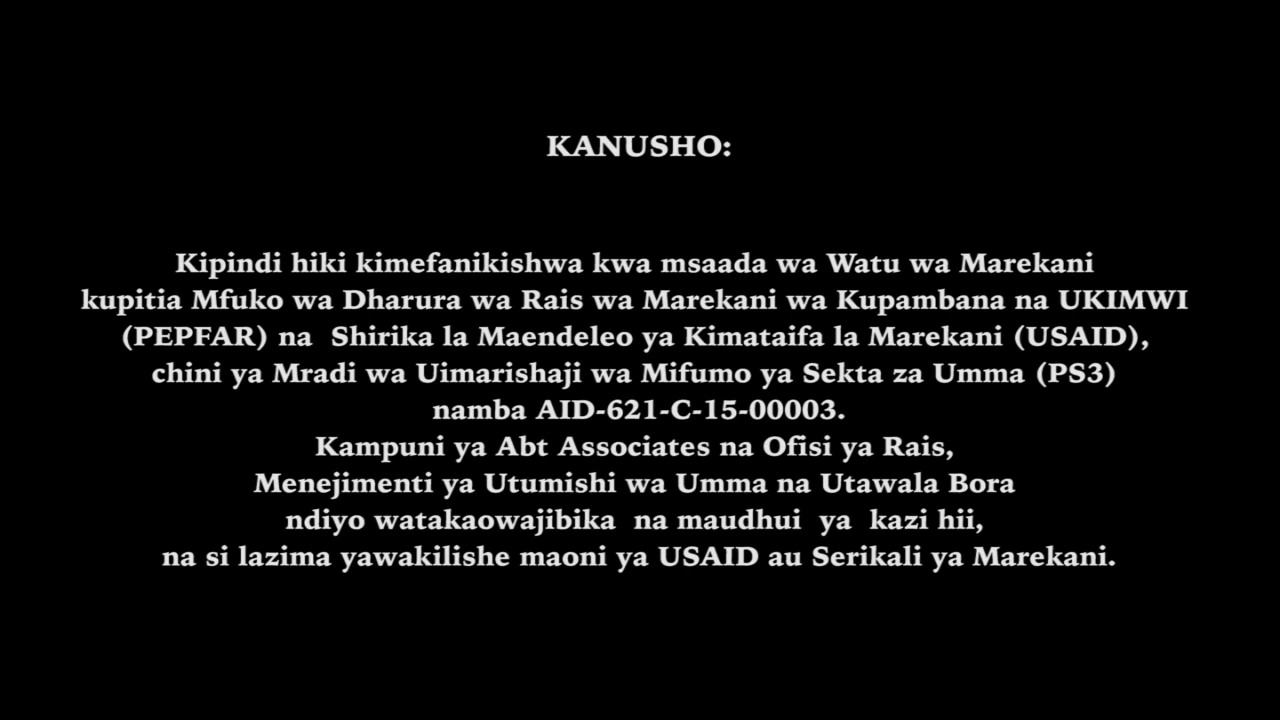 KANUSHO:
Kipindi hiki kimefanikishwa kwa msaada wa Watu wa Marekani
kupitia Mfuko wa Dharura wa Rais wa Marekani wa Kupambana na UKIMWI
(PEPFAR) na Shirika la Maendeleo ya Kimataifa la Marekani (USAID),
chini ya Mradi wa Uimarishaji wa Mifumo ya Sekta za Umma (PS3)
namba AID-621-C-15-00003.
Kampuni ya Abt Associates na Ofisi ya Rais,
Menejimenti ya Utumishi wa Umma na Utawala Bora
ndiyo watakaowajibika na maudhui ya kazi hii,
na si lazima yawakilishe maoni ya USAID au Serikali ya Marekani.